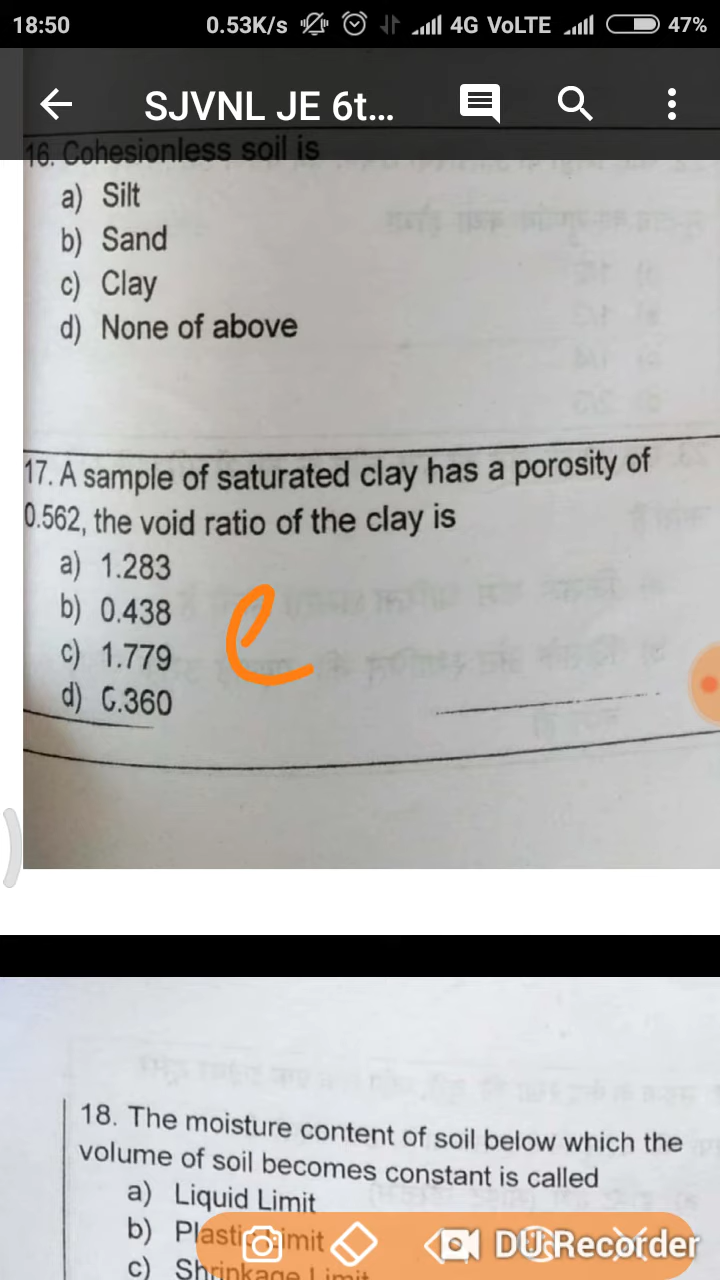 18:50 0.53K/s 4G VoLTE 47%
SJVNL JE 6t...
16. Cohesionless soil is
a) Silt
b) Sand
c) Clay
d) None of above
17. A sample of saturated clay has a porosity of
0.562, the void ratio of the clay is
a) 1.283
b) 0.438
c) 1.779
d) 0.360
e
18. The moisture content of soil below which the
volume of soil becomes constant is called
a) Liquid Limit
b) Plastic Limit
c) Shrinkage Limit
DU Recorder